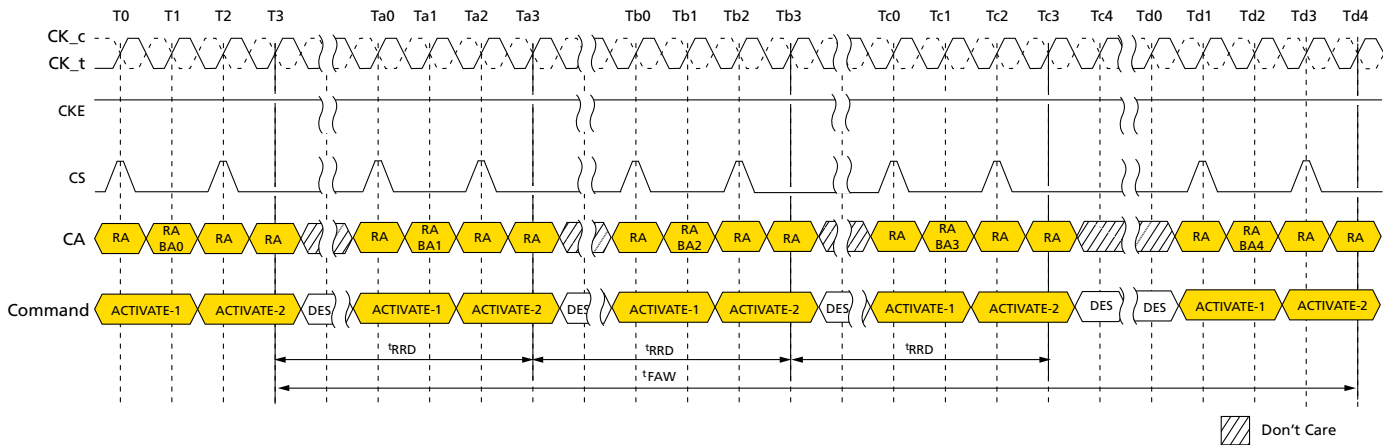 T0 T1 T2 T3 Ta0 Ta1 Ta2 Ta3 Tb0 Tb1 Tb2 Tb3 Tc0 Tc1 Tc2 Tc3 Tc4 Td0 Td1 Td2 Td3 Td4
CK_c
CK_t
CKE
CS
CA RA RA BA0 RA RA RA RA BA1 RA RA RA RA BA2 RA RA RA RA BA3 RA RA RA RA BA4 RA RA
Command ACTIVATE-1 ACTIVATE-2 DES ACTIVATE-1 ACTIVATE-2 DES ACTIVATE-1 ACTIVATE-2 DES ACTIVATE-1 ACTIVATE-2 DES DES ACTIVATE-1 ACTIVATE-2
tRRD tRRD tRRD
tFAW
Don't Care